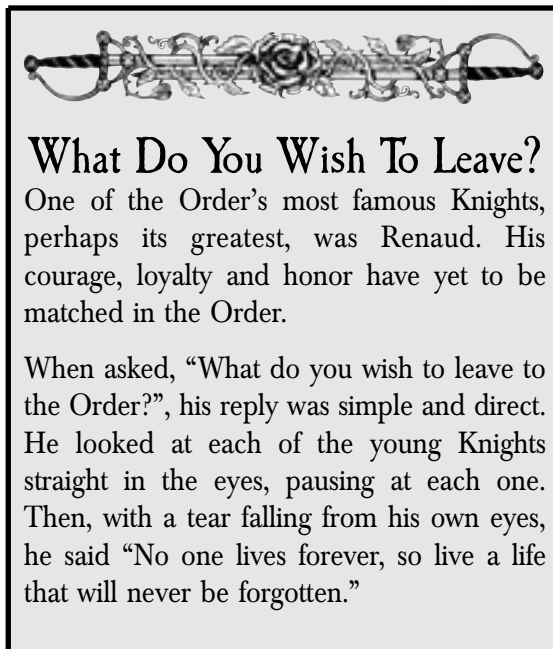 What Do You Wish To Leave?
One of the Order’s most famous Knights,
perhaps its greatest, was Renaud. His
courage, loyalty and honor have yet to be
matched in the Order.
When asked, “What do you wish to leave to
the Order?”, his reply was simple and direct.
He looked at each of the young Knights
straight in the eyes, pausing at each one.
Then, with a tear falling from his own eyes,
he said “No one lives forever, so live a life
that will never be forgotten.”